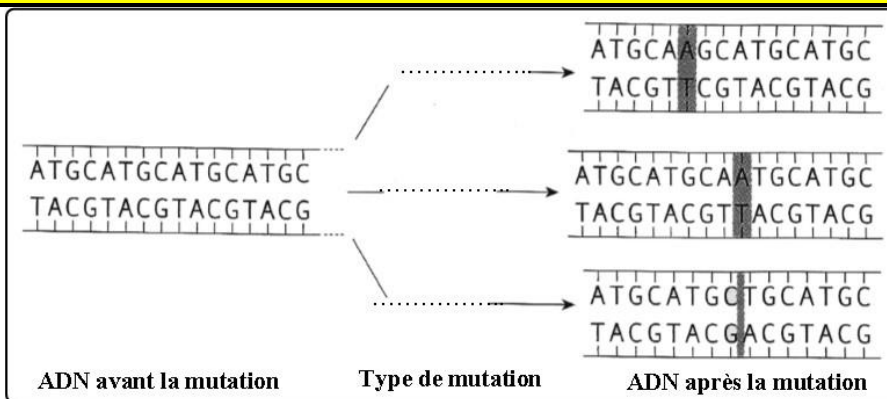 ATGCAAGCATGCATGC
TACGTTCGTACGTACG
ATGCATGCATGCATGC
TACGTACGTACGTACG
ATGCATGCAATGCATGC
TACGTACGTTACGTACG
ATGCATGCTGCATGC
TACGTACGACGTACG
ADN avant la mutation
Type de mutation
ADN après la mutation